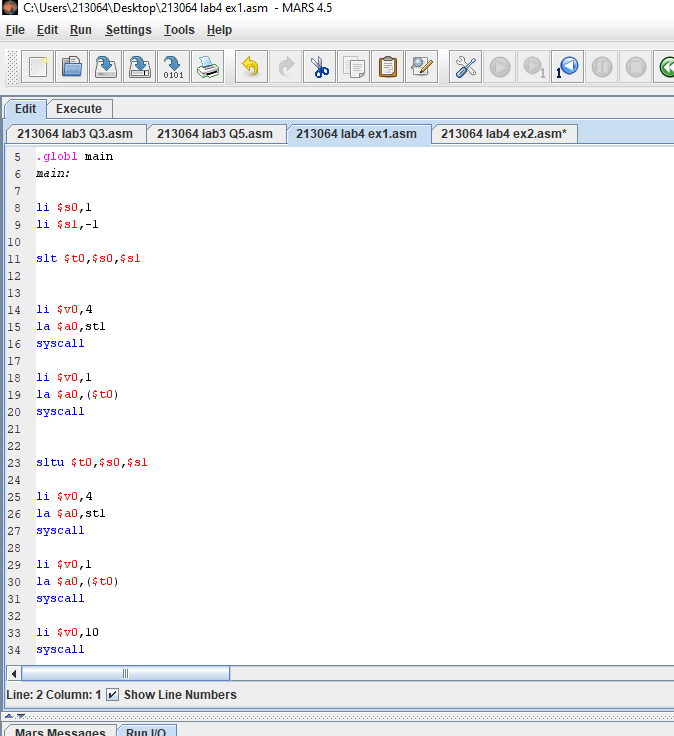 C:\Users\213064\Desktop\213064 lab4 ex1.asm - MARS 4.5
File Edit Run Settings Tools Help
0101
1
1
Edit Execute
213064 lab3 Q3.asm 213064 lab3 Q5.asm 213064 lab4 ex1.asm 213064 lab4 ex2.asm*
5 .globl main
6 main:
7
8 li $s0,1
9 li $s1,-1
10
11 slt $t0,$s0,$s1
12
13
14 li $v0,4
15 la $a0,st1
16 syscall
17
18 li $v0,1
19 la $a0,($t0)
20 syscall
21
22
23 sltu $t0,$s0,$s1
24
25 li $v0,4
26 la $a0,st1
27 syscall
28
29 li $v0,1
30 la $a0,($t0)
31 syscall
32
33 li $v0,10
34 syscall
Line: 2 Column: 1 Show Line Numbers
Mars Messages Run I/O